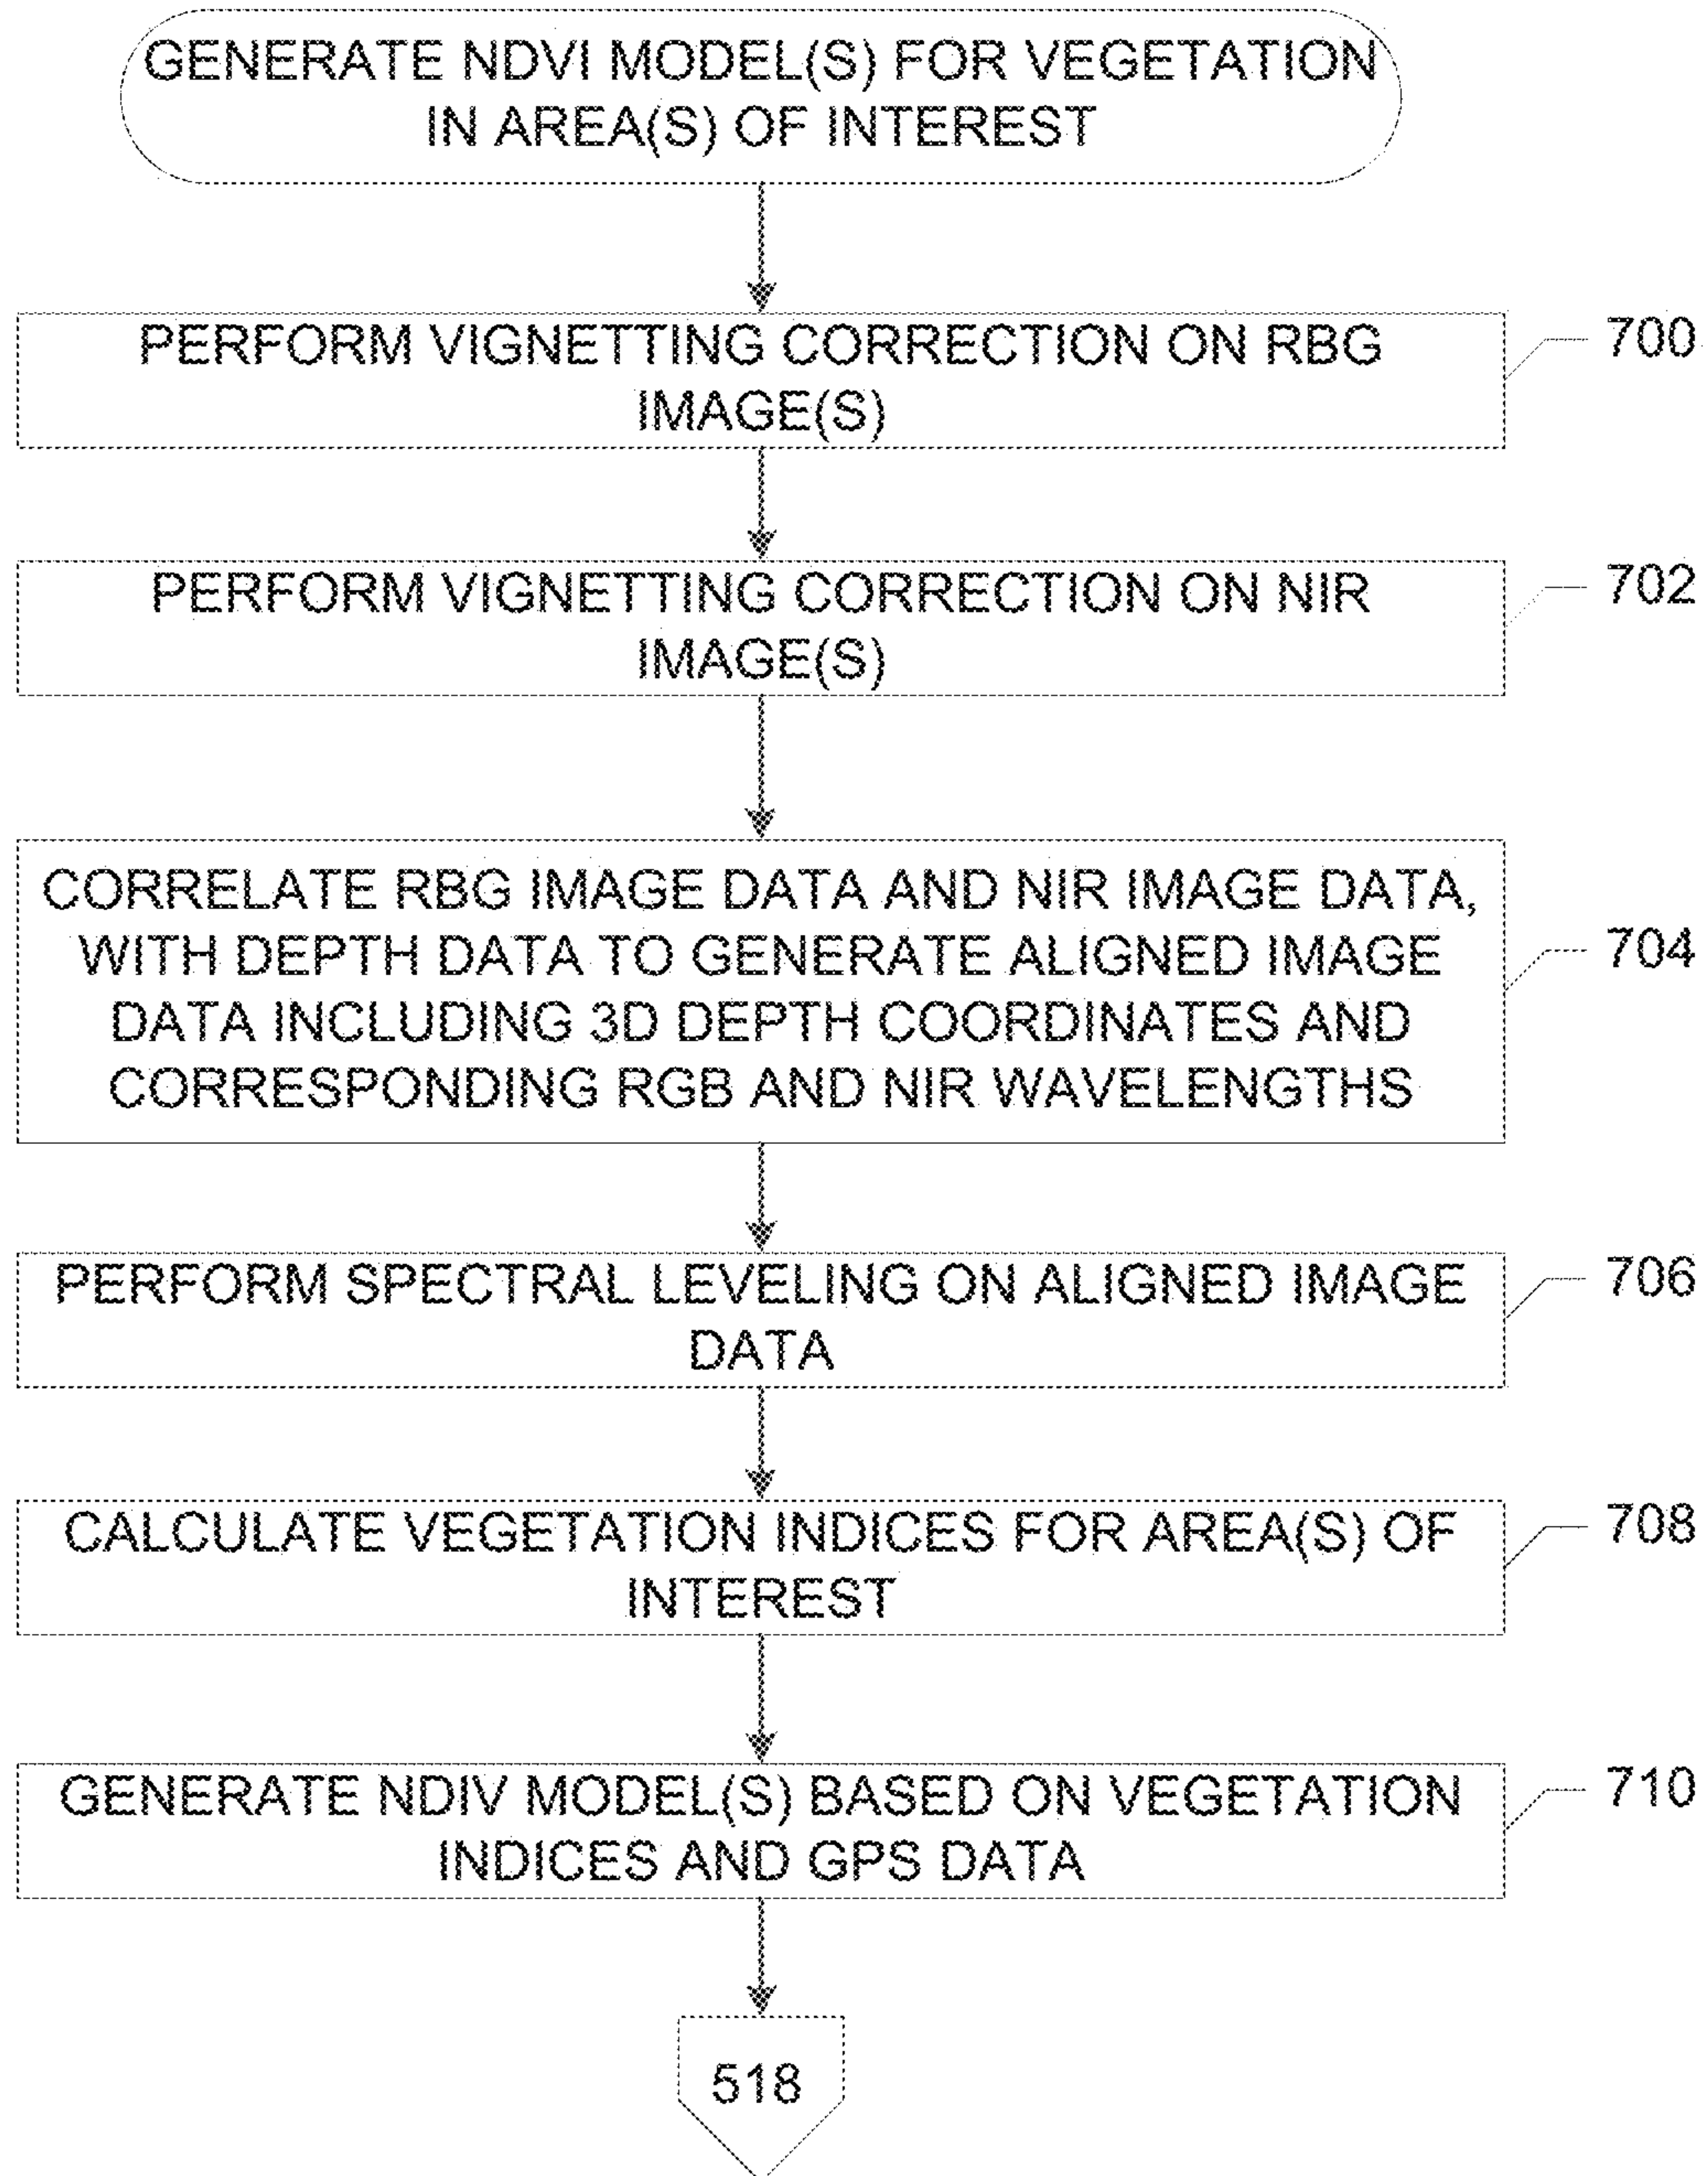 GENERATE NDVI MODEL(S) FOR VEGETATION
IN AREA(S) OF INTEREST
PERFORM VIGNETTING CORRECTION ON RBG
IMAGE(S)
700
PERFORM VIGNETTING CORRECTION ON NIR
IMAGE(S)
702
CORRELATE RBG IMAGE DATA AND NIR IMAGE DATA,
WITH DEPTH DATA TO GENERATE ALIGNED IMAGE
DATA INCLUDING 3D DEPTH COORDINATES AND
CORRESPONDING RGB AND NIR WAVELENGTHS
704
PERFORM SPECTRAL LEVELING ON ALIGNED IMAGE
DATA
706
CALCULATE VEGETATION INDICES FOR AREA(S) OF
INTEREST
708
GENERATE NDIV MODEL(S) BASED ON VEGETATION
INDICES AND GPS DATA
710
518